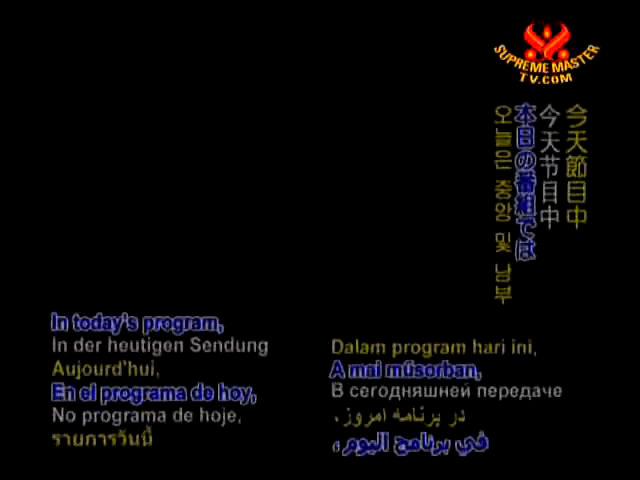 SUPREME MASTER
TV.COM
今天節目中
今天节目中
本日の番組では
오늘은 중앙 및 남부
In today's program,
In der heutigen Sendung
Aujourd'hui,
En el programa de hoy,
No programa de hoje,
รายการวันนี้
Dalam program hari ini,
A mai műsorban,
В сегодняшней передаче
در برنامه امروز،
في برنامج اليوم،